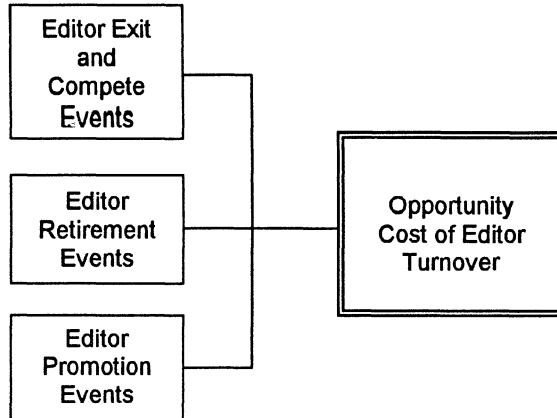 Editor Exit
and
Compete
Events
Editor
Retirement
Events
Opportunity
Cost of Editor
Turnover
Editor
Promotion
Events